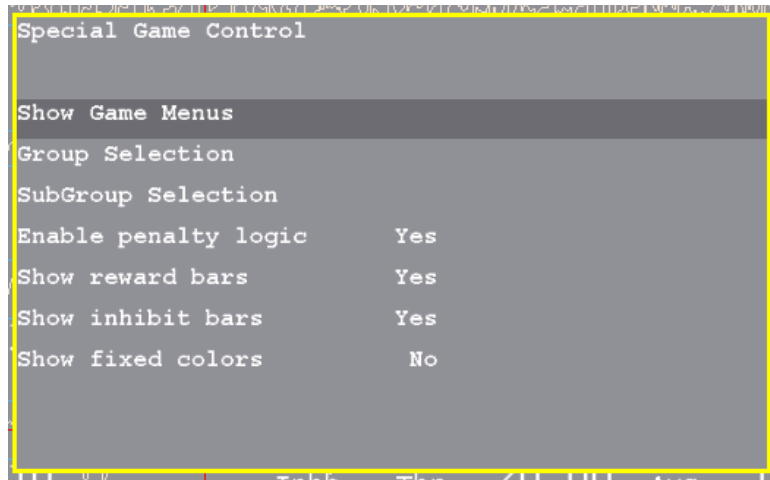 Special Game Control
Show Game Menus
Group Selection
SubGroup Selection
Enable penalty logic Yes
Show reward bars Yes
Show inhibit bars Yes
Show fixed colors No